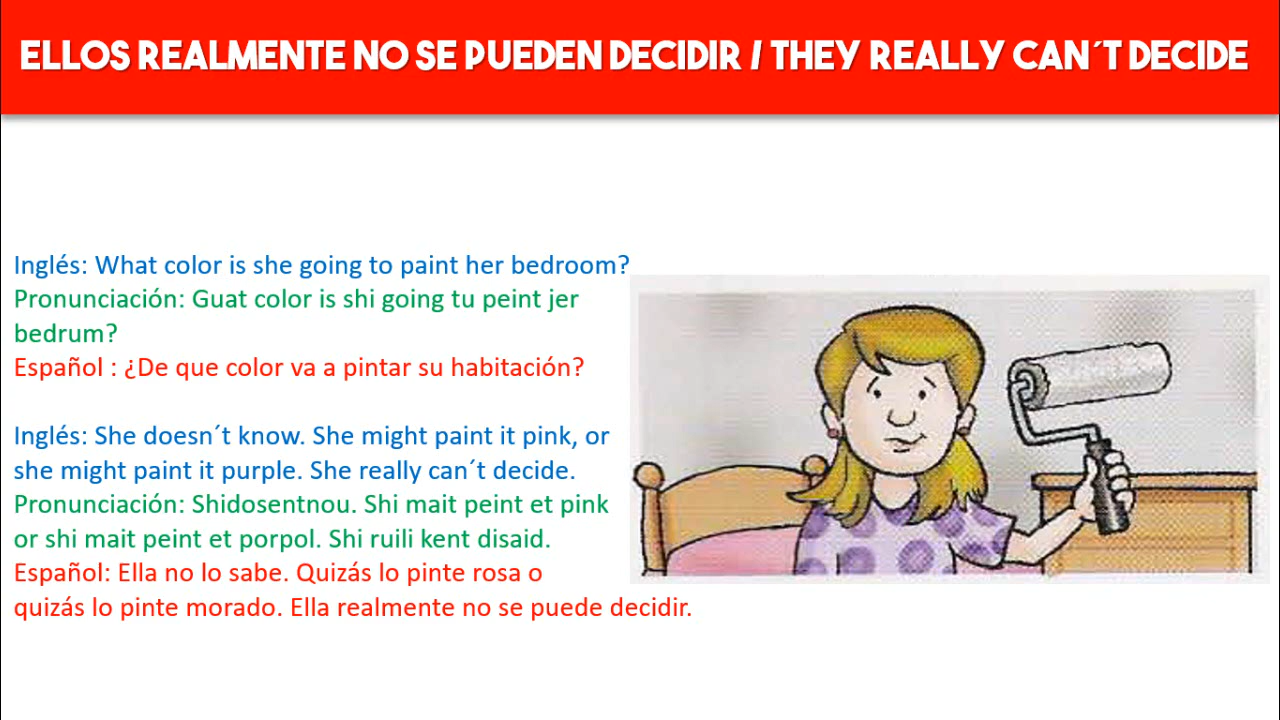 ELLOS REALMENTE NO SE PUEDEN DECIDIR / THEY REALLY CAN´T DECIDE
Inglés: What color is she going to paint her bedroom?
Pronunciación: Guat color is shi going tu peint jer
bedrum?
Español : ¿De que color va a pintar su habitación?
Inglés: She doesn´t know. She might paint it pink, or
she might paint it purple. She really can´t decide.
Pronunciación: Shidosentnou. Shi mait peint et pink
or shi mait peint et porpol. Shi ruili kent disaid.
Español: Ella no lo sabe. Quizás lo pinte rosa o
quizás lo pinte morado. Ella realmente no se puede decidir.